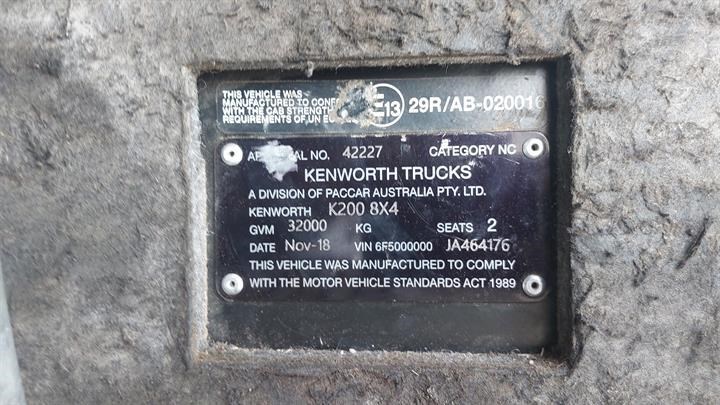 THIS VEHICLE WAS
MANUFACTURED TO
WITH THE CAB STRENGTH
REQUIREMENTS OF UN
E13 29R/AB-020016
NO. 42227 CATEGORY NC
KENWORTH TRUCKS
A DIVISION OF PACCAR AUSTRALIA PTY. LTD.
KENWORTH K200 8X4
GVM 32000 KG SEATS 2
DATE Nov-18 VIN 6F5000000 JA464176
THIS VEHICLE WAS MANUFACTURED TO COMPLY
WITH THE MOTOR VEHICLE STANDARDS ACT 1989